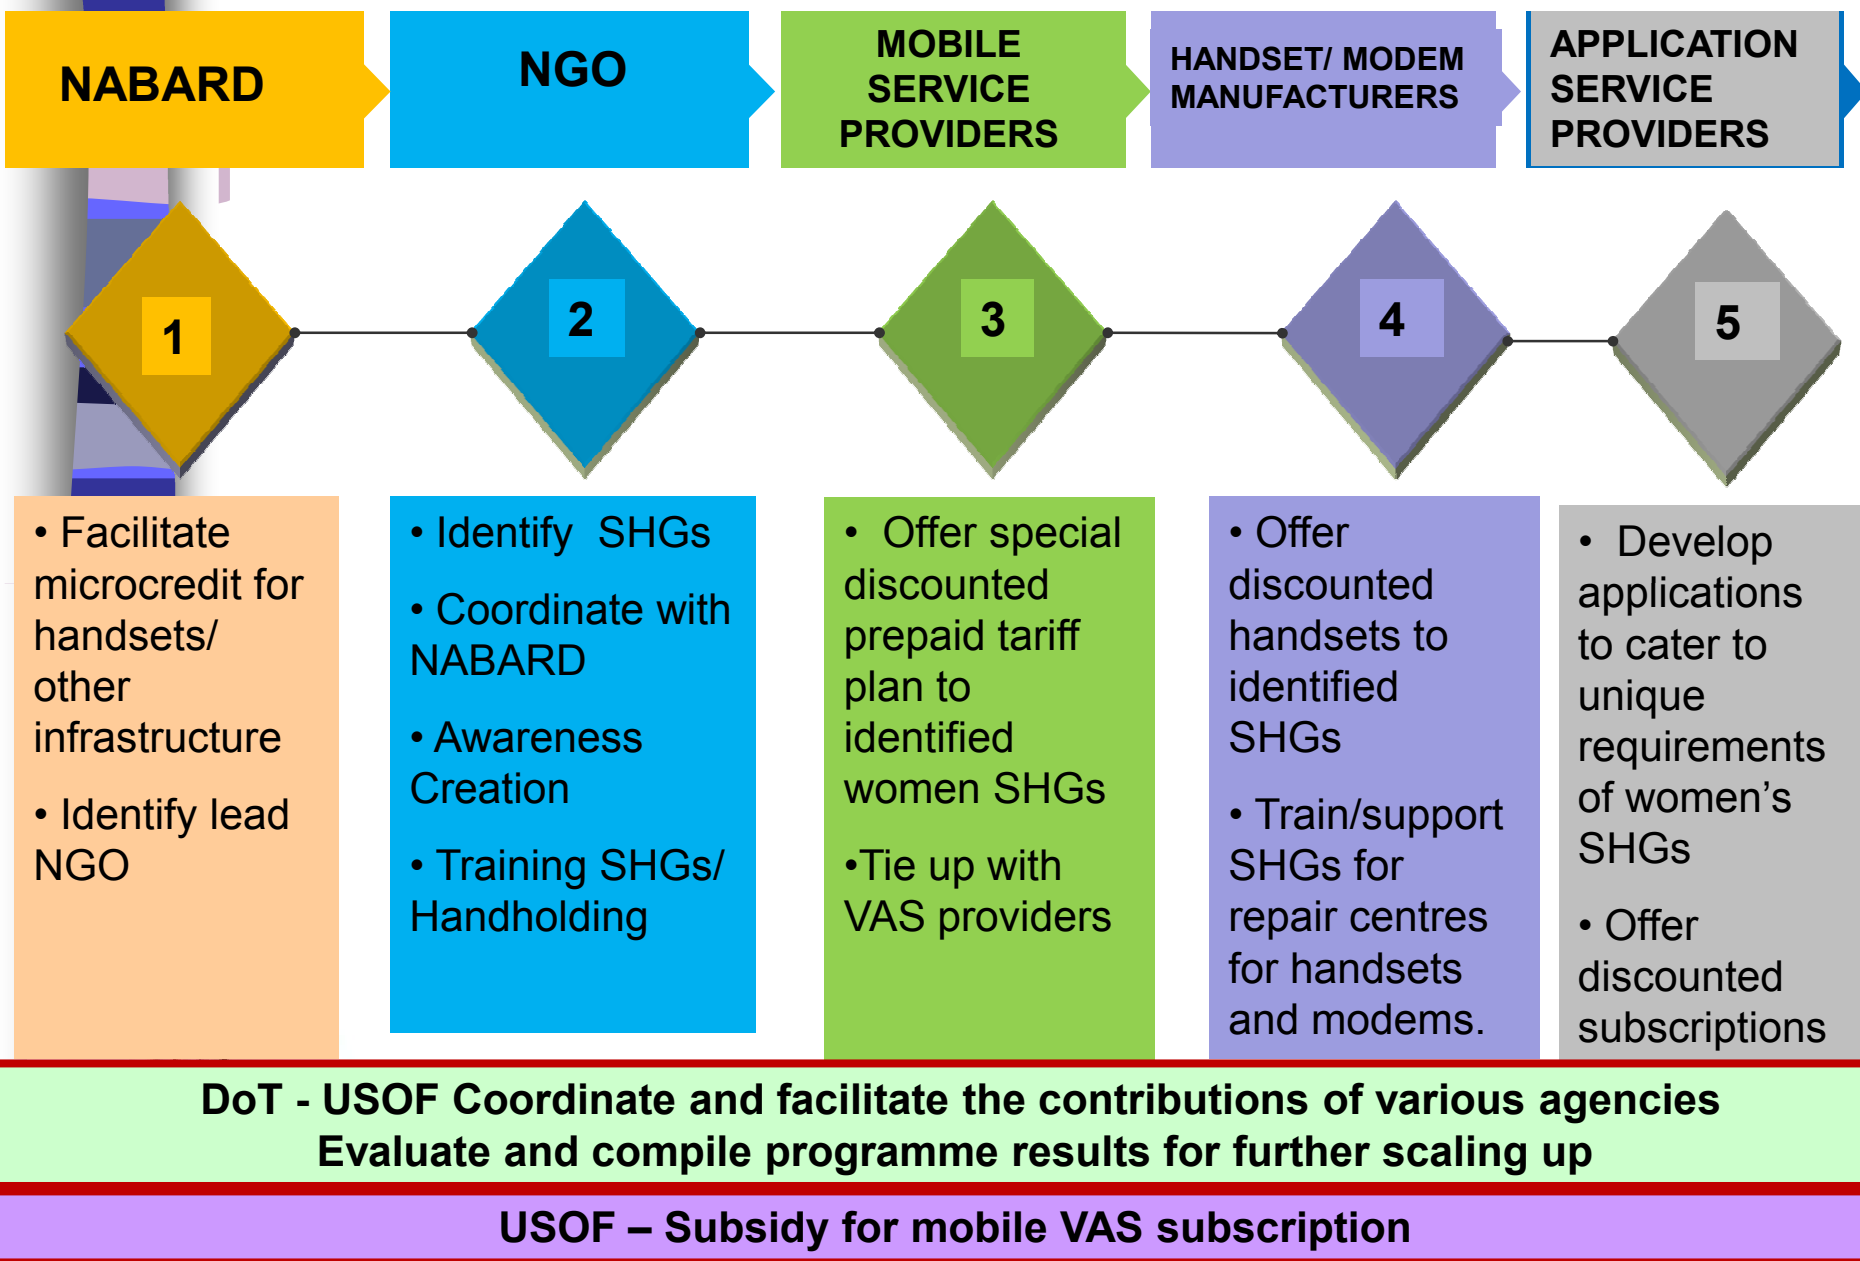 NABARD
NGO
MOBILE
SERVICE
PROVIDERS
HANDSET/ MODEM
MANUFACTURERS
APPLICATION
SERVICE
PROVIDERS
1
2
3
4
5
• Facilitate
microcredit for
handsets/
other
infrastructure
• Identify lead
NGO
• Identify SHGs
• Coordinate with
NABARD
• Awareness
Creation
• Training SHGs/
Handholding
• Offer special
discounted
prepaid tariff
plan to
identified
women SHGs
•Tie up with
VAS providers
• Offer
discounted
handsets to
identified
SHGs
• Train/support
SHGs for
repair centres
for handsets
and modems.
• Develop
applications
to cater to
unique
requirements
of women’s
SHGs
• Offer
discounted
subscriptions
DoT - USOF Coordinate and facilitate the contributions of various agencies
Evaluate and compile programme results for further scaling up
USOF – Subsidy for mobile VAS subscription